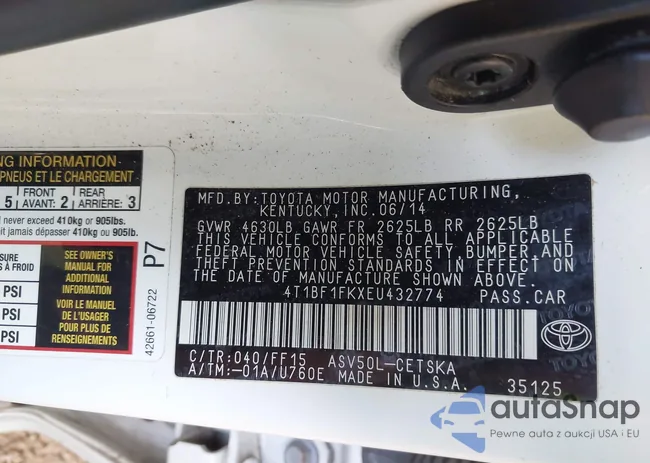 NG INFORMATION
PNEUS ET LE CHARGEMENT
5 FRONT AVANT: 2 REAR ARRIÈRE: 3
never exceed 410kg or 905lbs.
it jamais dépasser 410kg ou 905lb.
SURE
S À FROID
PSI
PSI
SEE OWNER'S
MANUAL FOR
ADDITIONAL
INFORMATION
VOIR LE MANUEL
DE L'USAGER
POUR PLUS DE
RENSEIGNEMENTS
P7
42661-06722
MFD.BY:TOYOTA MOTOR MANUFACTURING,
KENTUCKY, INC.06/14
GVWR 4630LB GAWR FR 2625LB RR 2625LB
THIS VEHICLE CONFORMS TO ALL APPLICABLE
FEDERAL MOTOR VEHICLE SAFETY,BUMPER,AND
THEFT PREVENTION STANDARDS IN EFFECT ON
THE DATE OF MANUFACTURE SHOWN ABOVE.
4T1BF1FKXEU432774 PASS.CAR
C/TR:040/FF15 ASV50L-CETSKA
A/TM:-01A/U760E MADE IN U.S.A. 35125
TOYOTA
autoSnap
Pewne auta z aukcji USA i EU